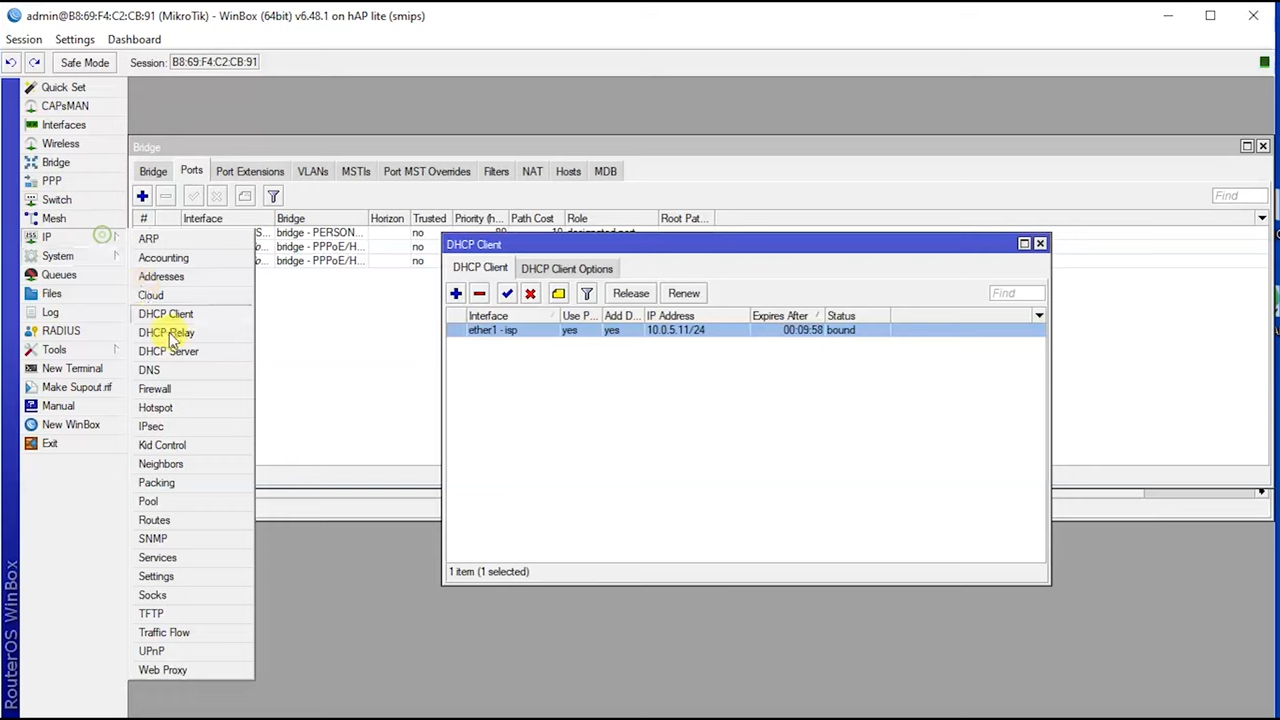 admin@B8:69:F4:C2:CB:91 (MikroTik) - WinBox (64bit) v6.48.1 on hAP lite (smips)
Session Settings Dashboard
Safe Mode Session: B8:69:F4:C2:CB:91
Quick Set
CAPsMAN
Interfaces
Wireless
Bridge
PPP
Switch
Mesh
IP
System
Queues
Files
Log
RADIUS
Tools
New Terminal
Make Supout.rif
Manual
New WinBox
Exit
RouterOS WinBox
Bridge
Bridge Ports Port Extensions VLANs MSTIs Port MST Overrides Filters NAT Hosts MDB
Find
# Interface Bridge Horizon Trusted Priority (h... Path Cost Role Root Pat...
S... bridge - PERSON... no
o... bridge - PPPoE/H... no
o... bridge - PPPoE/H... no
ARP
Accounting
Addresses
Cloud
DHCP Client
DHCP Relay
DHCP Server
DNS
Firewall
Hotspot
IPsec
Kid Control
Neighbors
Packing
Pool
Routes
SNMP
Services
Settings
Socks
TFTP
Traffic Flow
UPnP
Web Proxy
DHCP Client
DHCP Client DHCP Client Options
Release Renew Find
Interface Use P... Add D... IP Address Expires After Status
ether1 - isp yes yes 10.0.5.11/24 00:09:58 bound
1 item (1 selected)